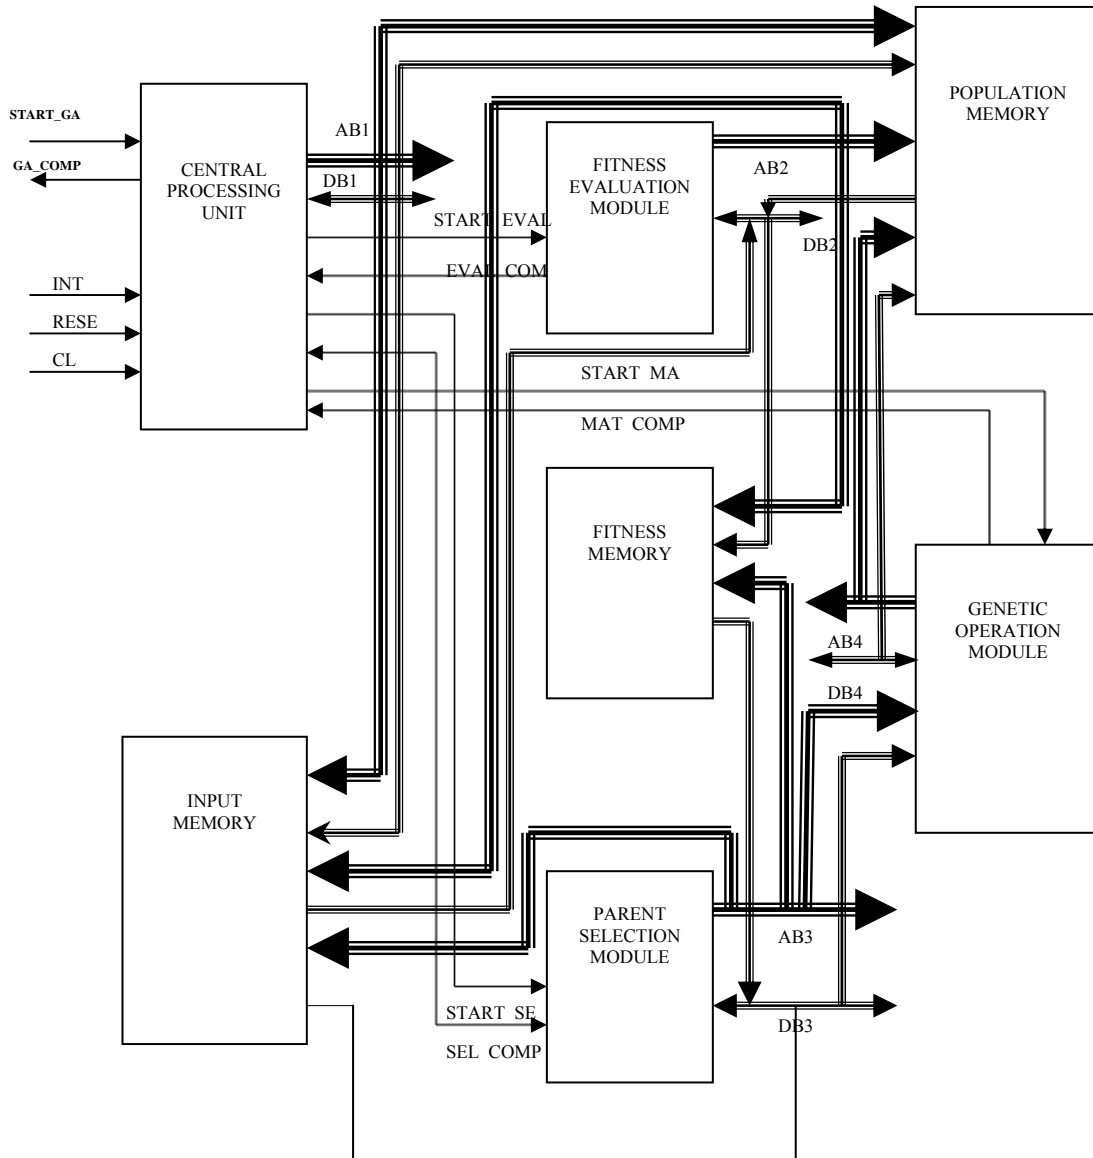 POPULATION
MEMORY
START_GA
GA_COMP
CENTRAL
PROCESSING
UNIT
AB1
DB1
FITNESS
EVALUATION
MODULE
AB2
START EVAL
DB2
EVAL COM
INT
RESE
CL
START MA
MAT COMP
FITNESS
MEMORY
GENETIC
OPERATION
MODULE
AB4
DB4
INPUT
MEMORY
PARENT
SELECTION
MODULE
AB3
START SE
DB3
SEL COMP